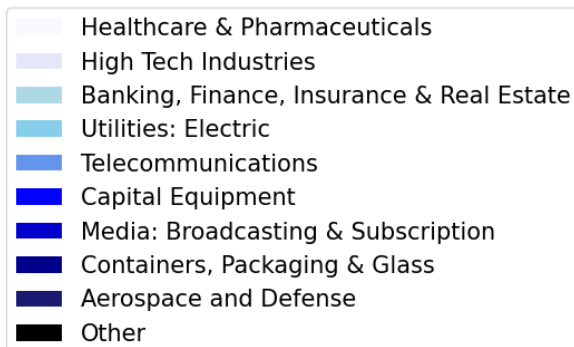 Healthcare & Pharmaceuticals
High Tech Industries
Banking, Finance, Insurance & Real Estate
Utilities: Electric
Telecommunications
Capital Equipment
Media: Broadcasting & Subscription
Containers, Packaging & Glass
Aerospace and Defense
Other